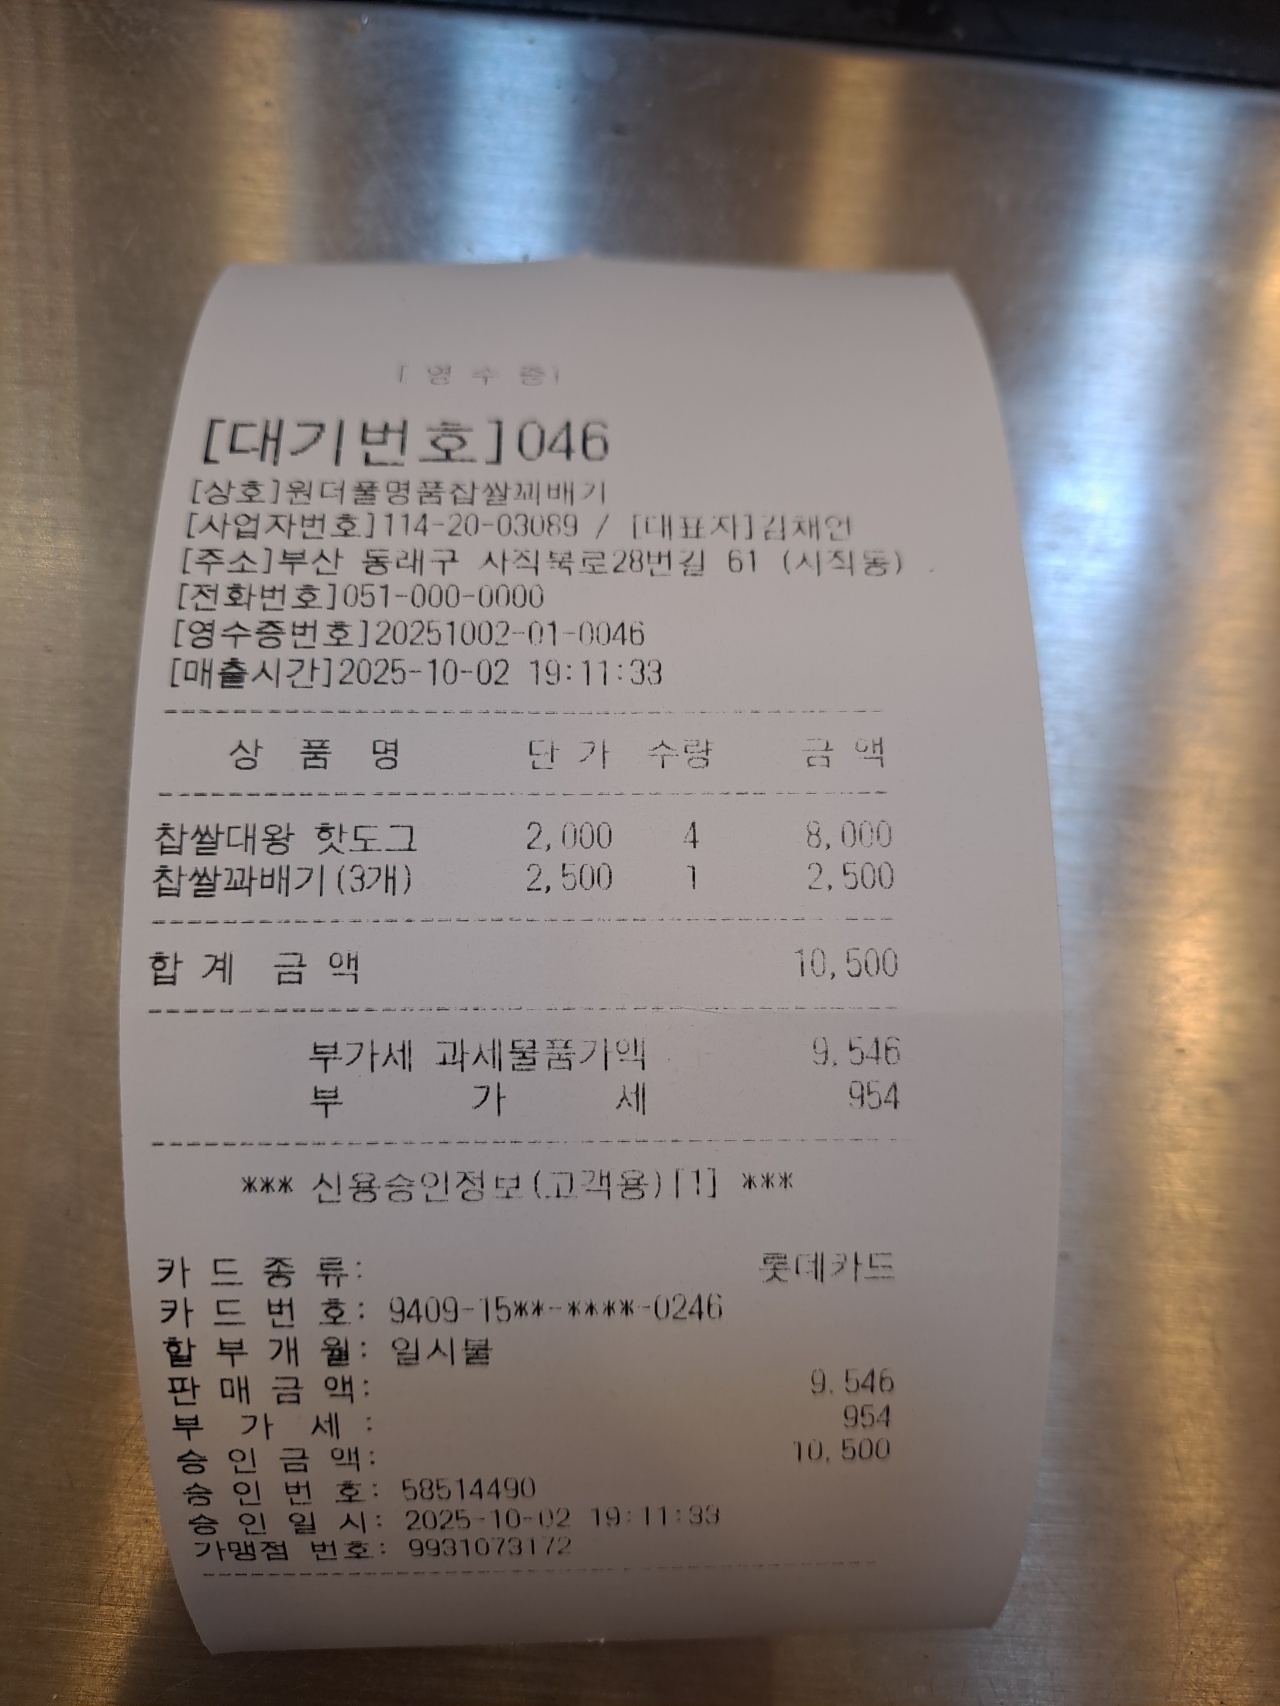 [영 수 증]
[대기번호]046
[상호]원더풀명품찹쌀꽈배기
[사업자번호]114-20-03089 / [대표자]김채인
[주소]부산 동래구 사직북로28번길 61 (사직동)
[전화번호]051-000-0000
[영수증번호]20251002-01-0046
[매출시간]2025-10-02 19:11:33
상 품 명 단 가 수량 금 액
찹쌀대왕 핫도그 2,000 4 8,000
찹쌀꽈배기(3개) 2,500 1 2,500
합 계 금 액 10,500
부가세 과세물품가액 9,546
부 가 세 954
*** 신용승인정보(고객용)[1] ***
카 드 종 류: 롯데카드
카 드 번 호: 9409-15**-****-0246
할 부 개 월: 일시불
판 매 금 액: 9,546
부 가 세 : 954
승 인 금 액: 10,500
승 인 번 호: 58514490
승 인 일 시: 2025-10-02 19:11:33
가맹점 번호: 9931073172